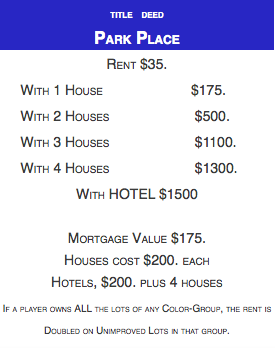 TITLE DEED
PARK PLACE
RENT $35.
WITH 1 HOUSE $175.
WITH 2 HOUSES $500.
WITH 3 HOUSES $1100.
WITH 4 HOUSES $1300.
WITH HOTEL $1500
MORTGAGE VALUE $175.
HOUSES COST $200. EACH
HOTELS, $200. PLUS 4 HOUSES
IF A PLAYER OWNS ALL THE LOTS OF ANY COLOR-GROUP, THE RENT IS
DOUBLED ON UNIMPROVED LOTS IN THAT GROUP.